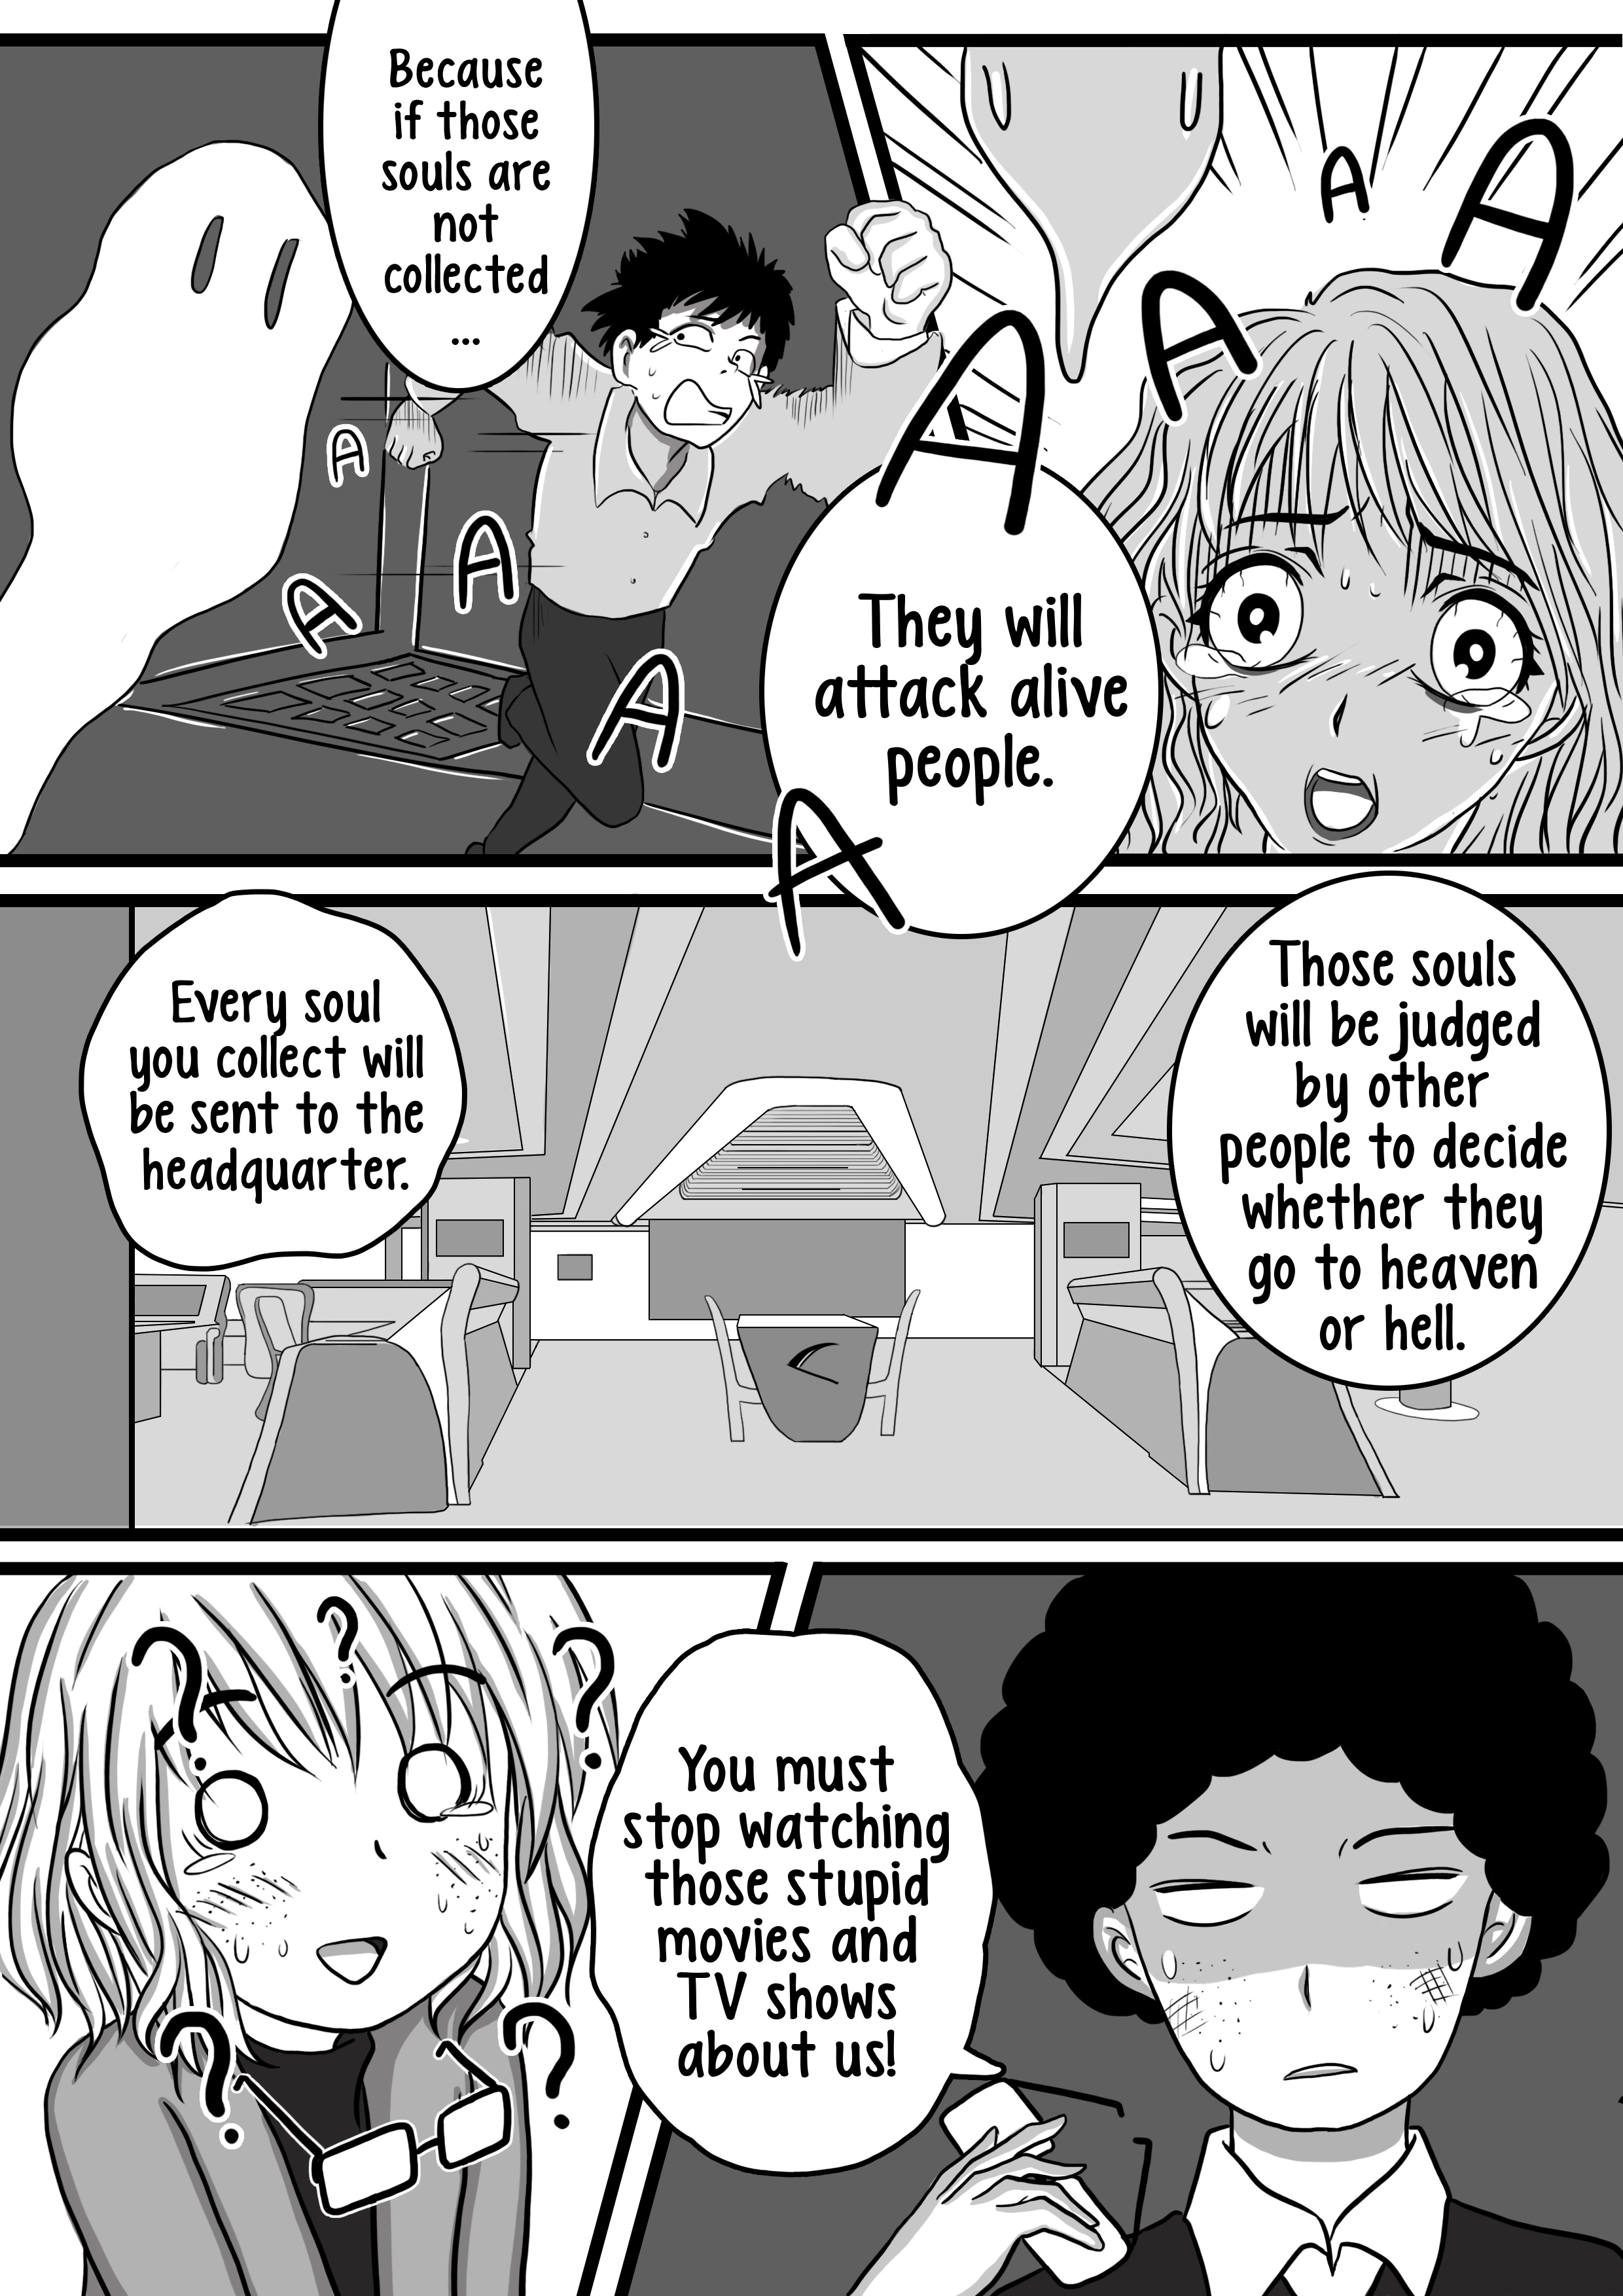 Because
if those
souls are
not
collected
...
A
A
A
A
A
A
A
A
A
They will
attack alive
people.
Every soul
you collect will
be sent to the
headquarter.
Those souls
will be judged
by other
people to decide
whether they
go to heaven
or hell.
?
?
?
?
?
You must
stop watching
those stupid
movies and
TV shows
about us!